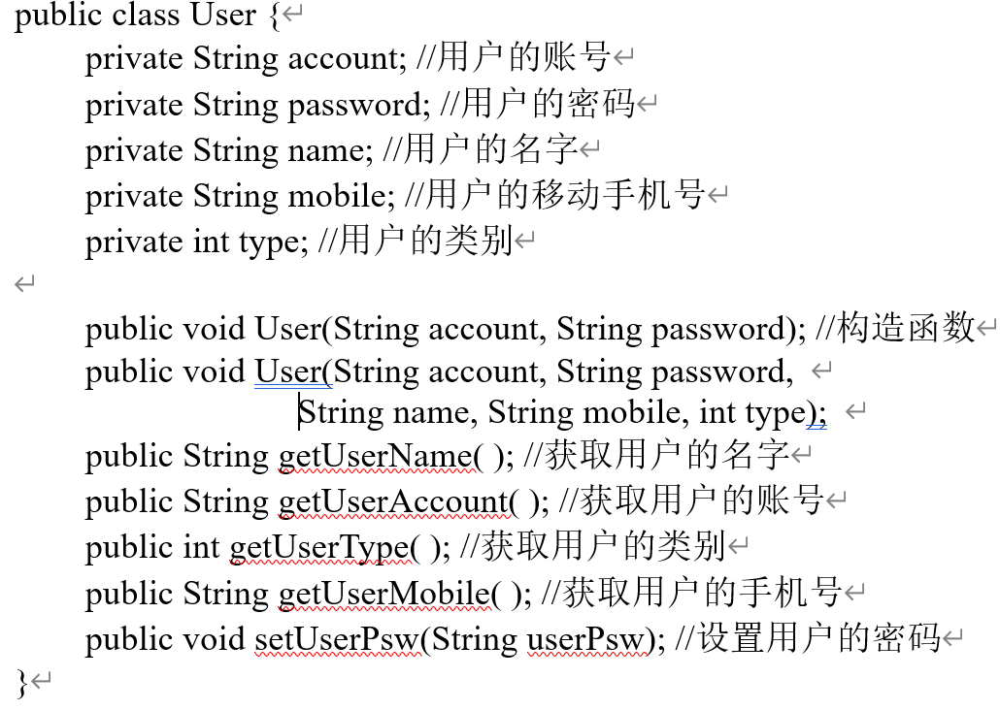 public class User {
private String account; //用户的账号
private String password; //用户的密码
private String name; //用户的名字
private String mobile; //用户的移动手机号
private int type; //用户的类别
public void User(String account, String password); //构造函数
public void User(String account, String password,
String name, String mobile, int type);
public String getUserName( ); //获取用户的名字
public String getUserAccount( ); //获取用户的账号
public int getUserType( ); //获取用户的类别
public String getUserMobile( ); //获取用户的手机号
public void setUserPsw(String userPsw); //设置用户的密码
}